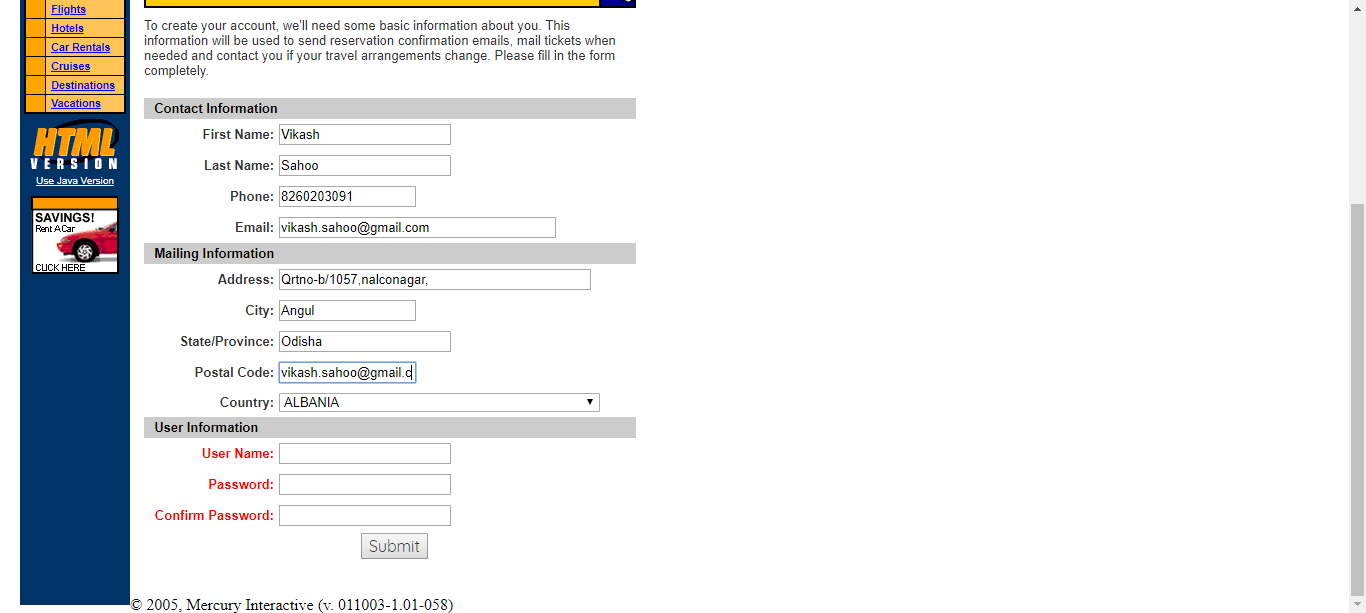 Flights
Hotels
Car Rentals
Cruises
Destinations
Vacations
HTML
VERSION
Use Java Version
SAVINGS!
Rent A Car
CLICK HERE
To create your account, we'll need some basic information about you. This
information will be used to send reservation confirmation emails, mail tickets when
needed and contact you if your travel arrangements change. Please fill in the form
completely.
Contact Information
First Name: Vikash
Last Name: Sahoo
Phone: 8260203091
Email: vikash.sahoo@gmail.com
Mailing Information
Address: Qrtno-b/1057,nalconagar,
City: Angul
State/Province: Odisha
Postal Code: vikash.sahoo@gmail.c
Country: ALBANIA
User Information
User Name:
Password:
Confirm Password:
Submit
© 2005, Mercury Interactive (v. 011003-1.01-058)